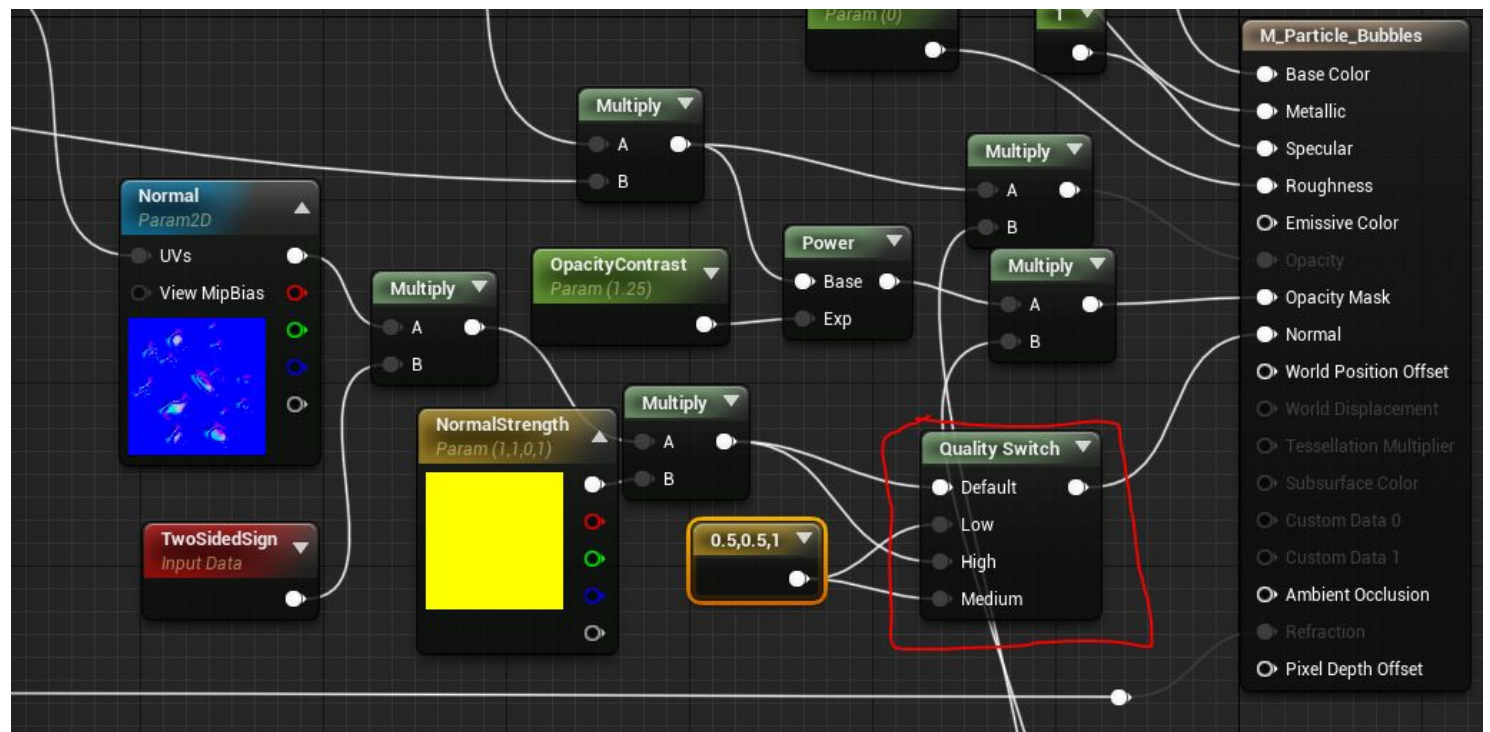 Param (0)
1
M_Particle_Bubbles
Base Color
Metallic
Specular
Roughness
Emissive Color
Opacity
Opacity Mask
Normal
World Position Offset
World Displacement
Tessellation Multiplier
Subsurface Color
Custom Data 0
Custom Data 1
Ambient Occlusion
Refraction
Pixel Depth Offset
Multiply
A
B
Multiply
A
B
Normal
Param2D
UVs
View MipBias
Multiply
A
B
OpacityContrast
Param (1.25)
Power
Base
Exp
Multiply
A
B
NormalStrength
Param (1,1,0,1)
Multiply
A
B
TwoSidedSign
Input Data
0.5,0.5,1
Quality Switch
Default
Low
High
Medium